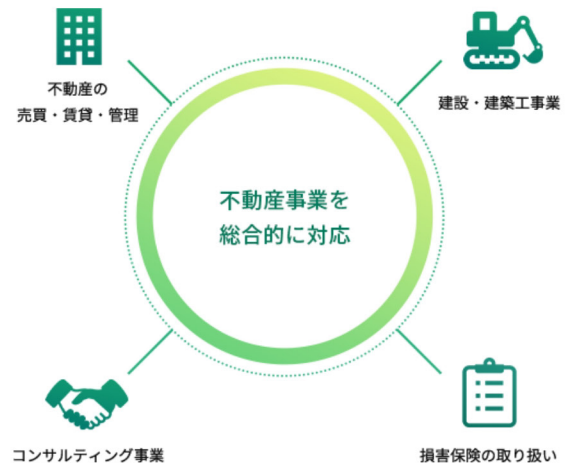 不動産の
売買・賃貸・管理
建設・建築工事業
不動産事業を
総合的に対応
コンサルティング事業
損害保険の取り扱い